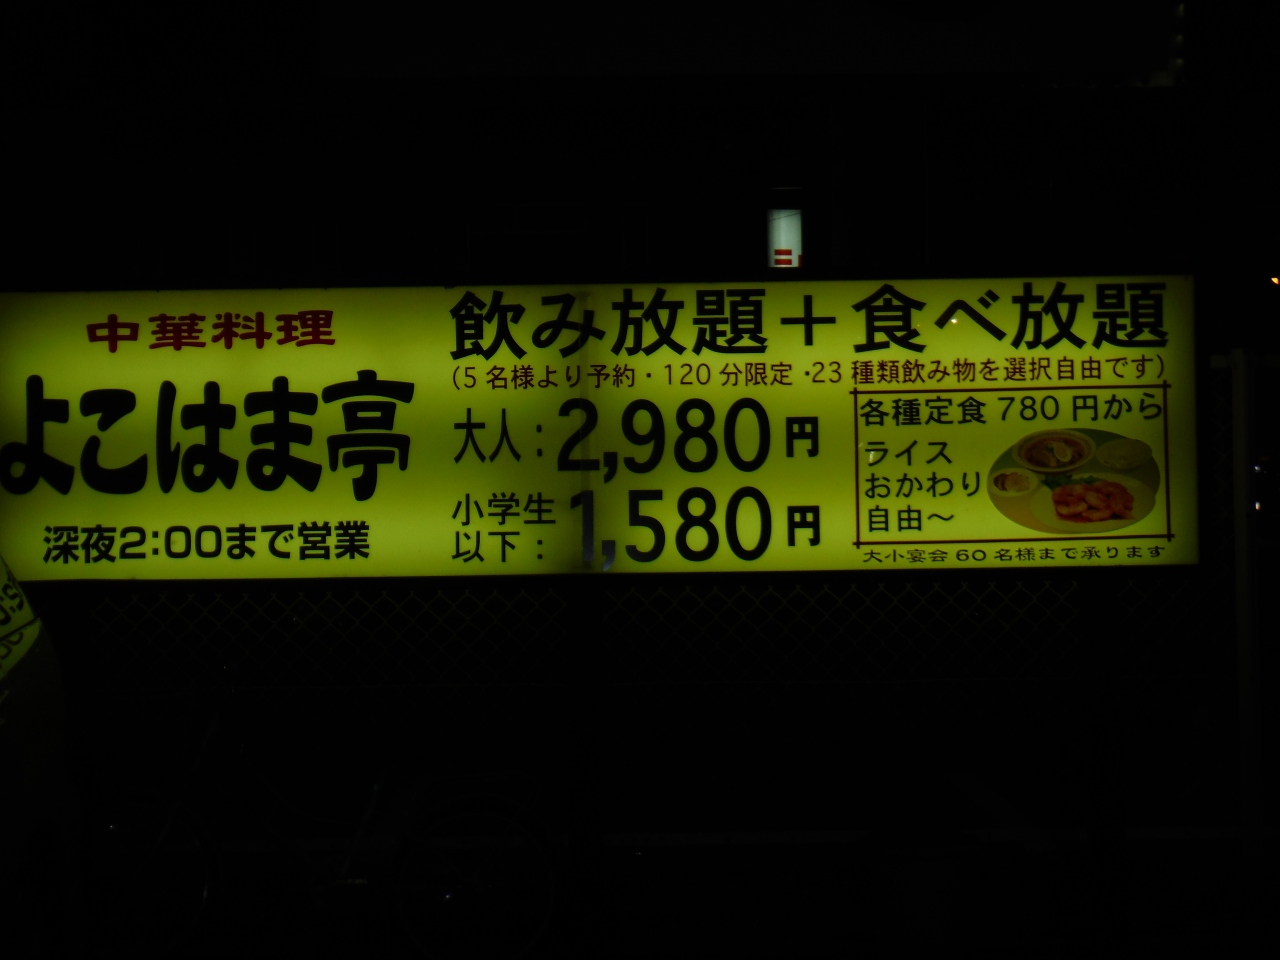 中華料理
よこはま亭
深夜2:00まで営業
飲み放題＋食べ放題
(5名様より予約・120分限定・23種類飲み物を選択自由です)
大人：2,980円
小学生
以下：1,580円
各種定食780円から
ライス
おかわり
自由～
大小宴会60名様まで承ります